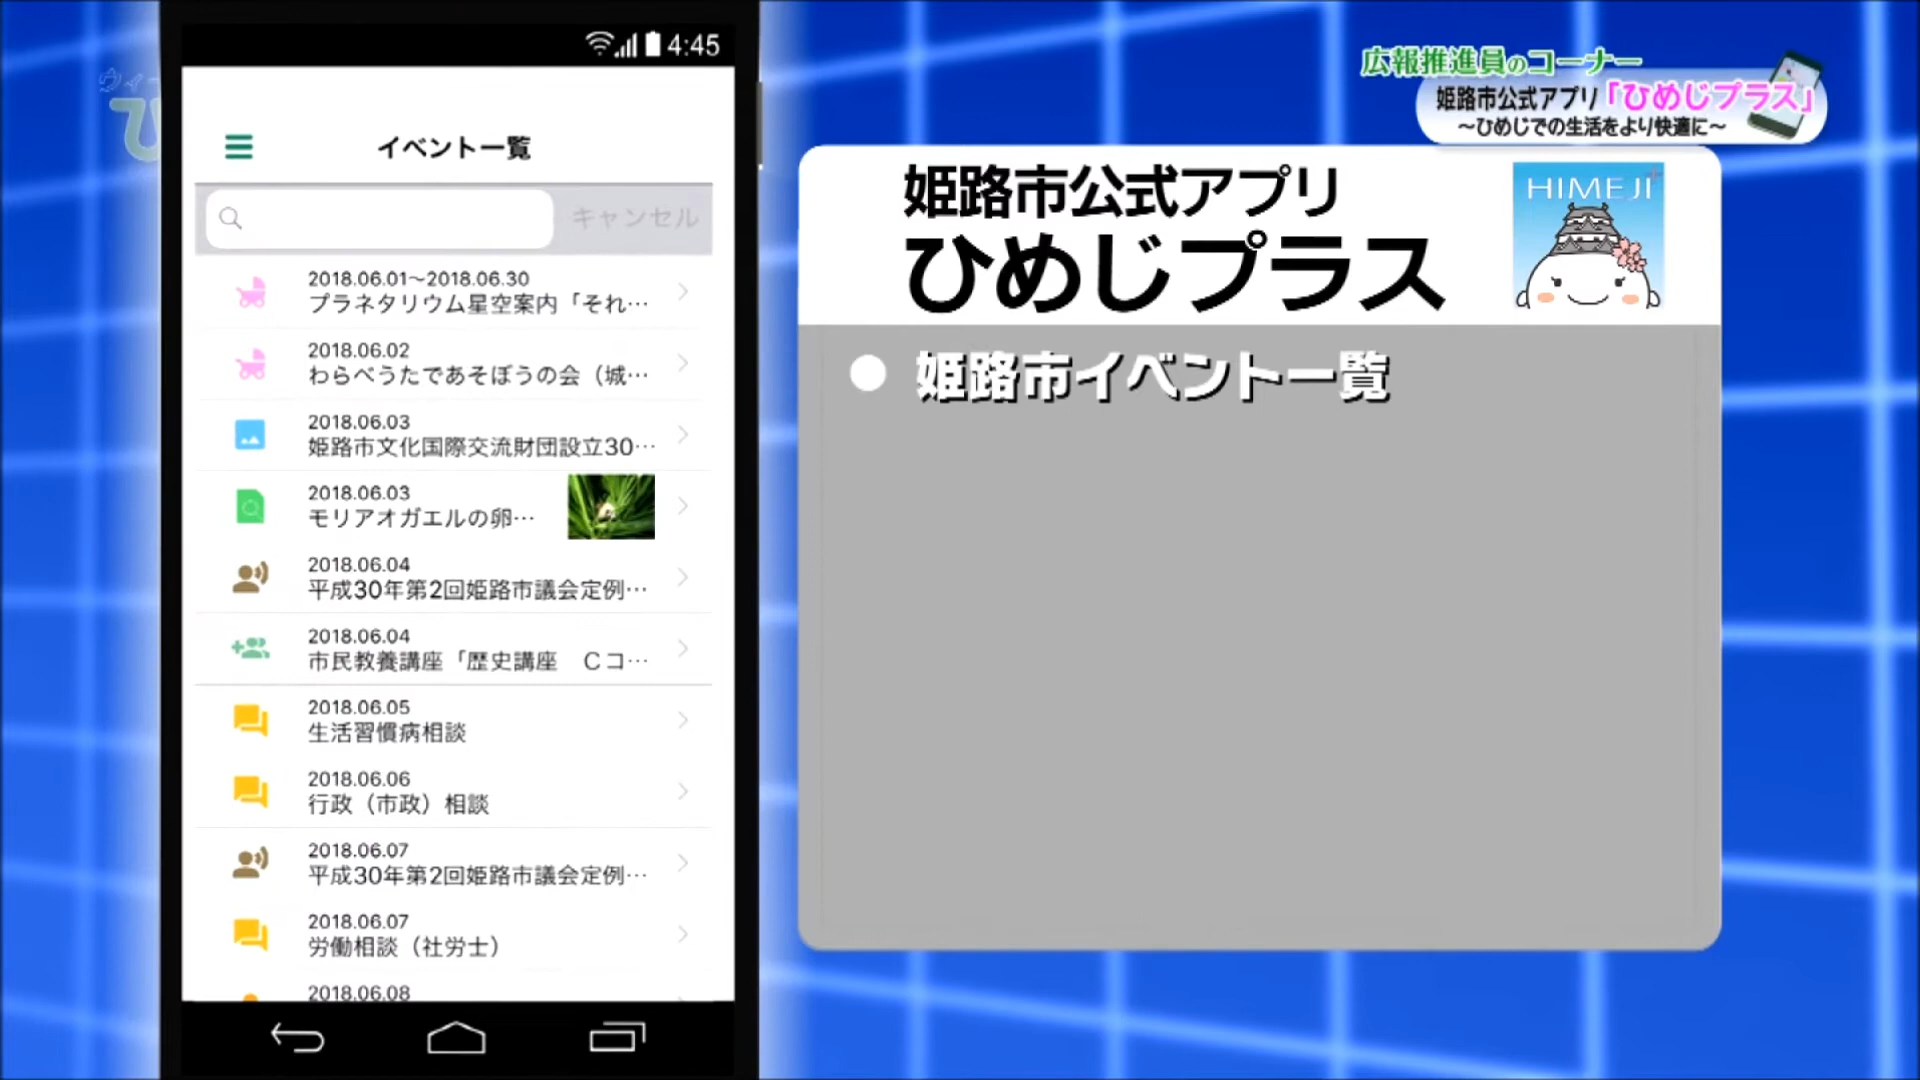 4:45
イベント一覧
キャンセル
2018.06.01～2018.06.30
プラネタリウム星空案内「それ…
2018.06.02
わらべうたであそぼうの会（城…
2018.06.03
姫路市文化国際交流財団設立30…
2018.06.03
モリアオガエルの卵…
2018.06.04
平成30年第2回姫路市議会定例…
2018.06.04
市民教養講座「歴史講座　Ｃコ…
2018.06.05
生活習慣病相談
2018.06.06
行政（市政）相談
2018.06.07
平成30年第2回姫路市議会定例…
2018.06.07
労働相談（社労士）
2018.06.08
広報推進員のコーナー
姫路市公式アプリ「ひめじプラス」
～ひめじでの生活をより快適に～
姫路市公式アプリ
ひめじプラス
HIMEJI+
● 姫路市イベント一覧